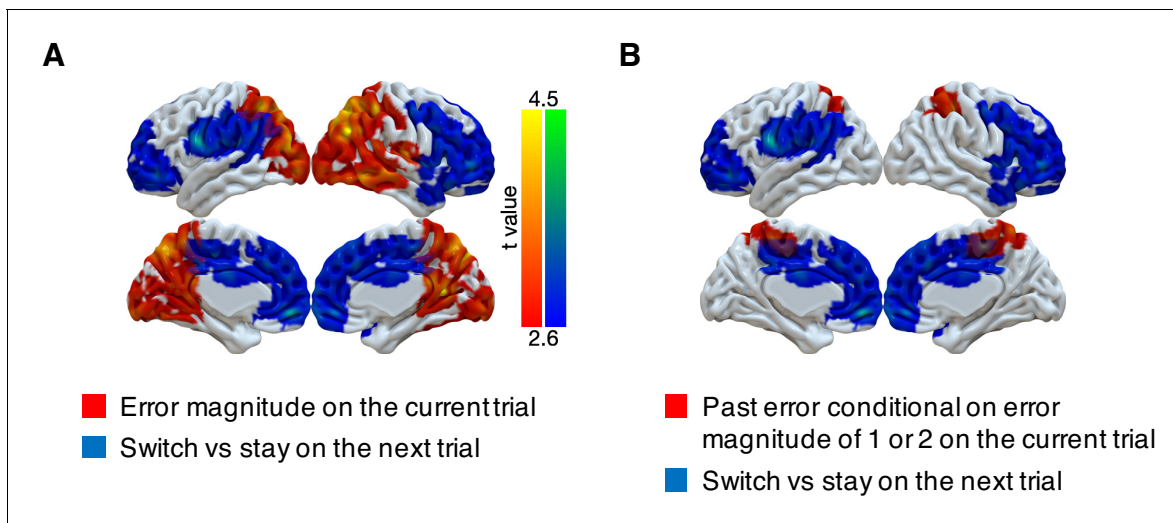 A
B
4.5
t value
2.6
Error magnitude on the current trial
Switch vs stay on the next trial
Past error conditional on error
magnitude of 1 or 2 on the current trial
Switch vs stay on the next trial